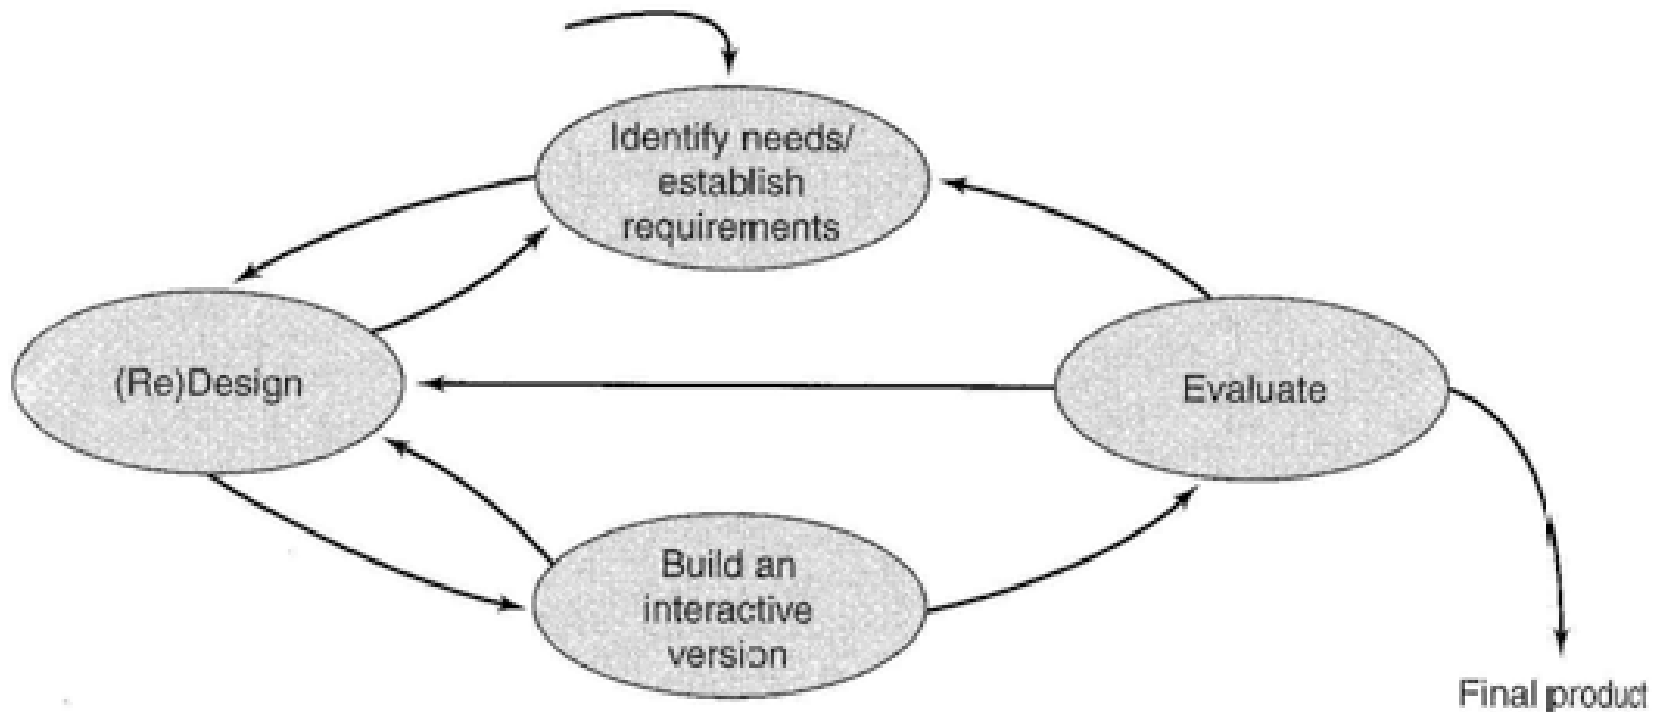 Identify needs/
establish
requirements
(Re)Design
Evaluate
Build an
interactive
version
Final product